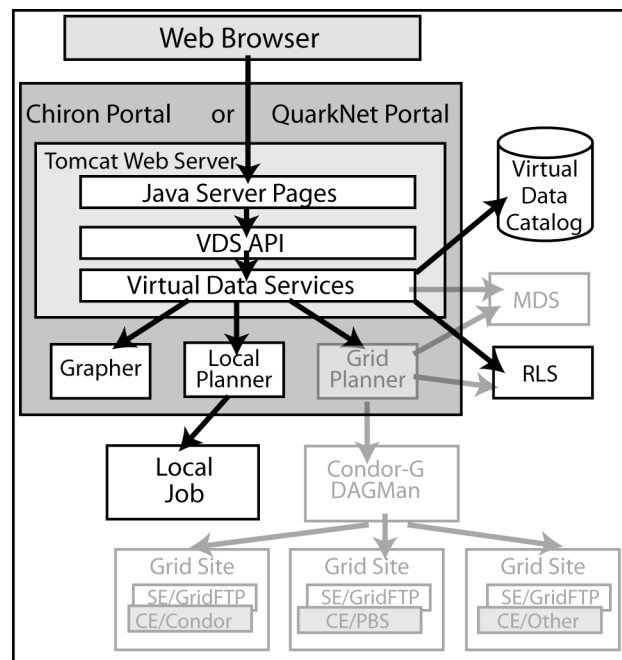 Web Browser
Chiron Portal or QuarkNet Portal
Tomcat Web Server
Java Server Pages
VDS API
Virtual Data Services
Virtual
Data
Catalog
MDS
Grapher
Local
Planner
Grid
Planner
RLS
Local
Job
Condor-G
DAGMan
Grid Site
SE/GridFTP
CE/Condor
Grid Site
SE/GridFTP
CE/PBS
Grid Site
SE/GridFTP
CE/Other